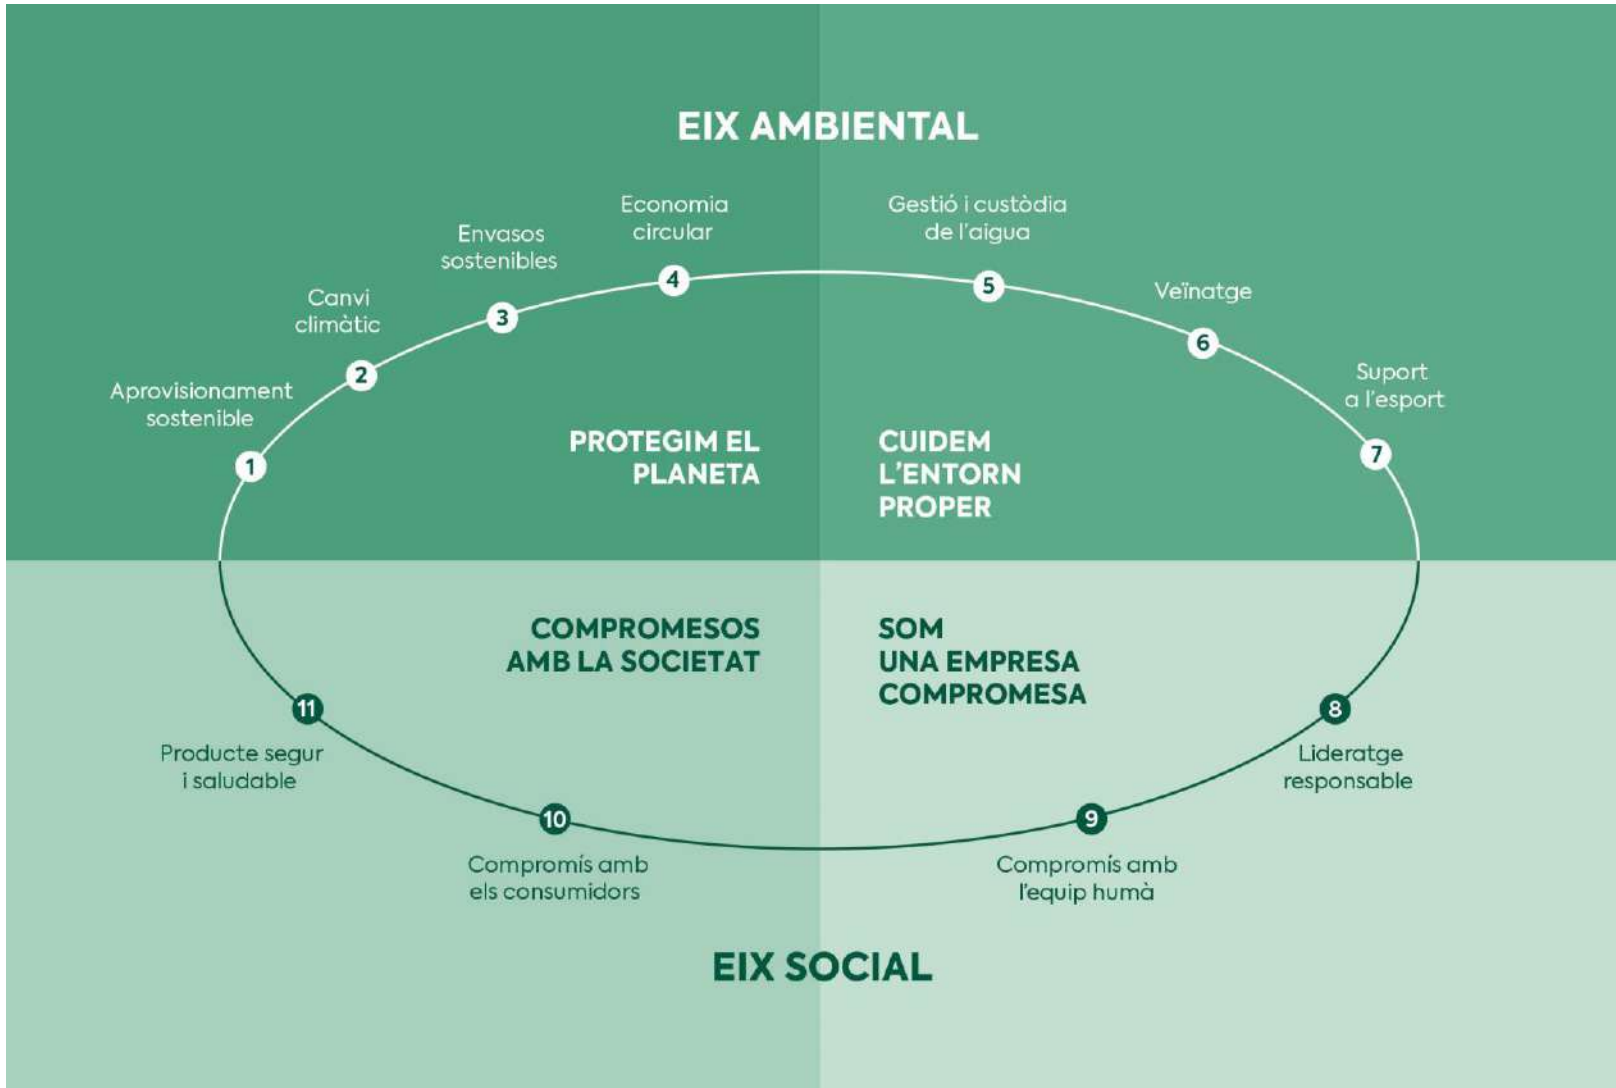 EIX AMBIENTAL
Economia
circular
4
Gestió i custòdia
de l'aigua
5
Envasos
sostenibles
3
Veïnatge
6
Canvi
climàtic
2
Suport
a l'esport
7
Aprovisionament
sostenible
1
PROTEGIM EL
PLANETA
CUIDEM
L'ENTORN
PROPER
COMPROMESOS
AMB LA SOCIETAT
SOM
UNA EMPRESA
COMPROMESA
11
Producte segur
i saludable
8
Lideratge
responsable
10
Compromís amb
els consumidors
9
Compromís amb
l'equip humà
EIX SOCIAL